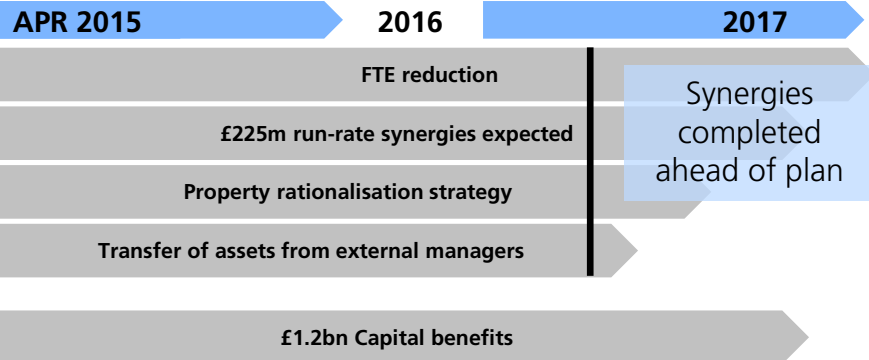 APR 2015
2016
2017
FTE reduction
£225m run-rate synergies expected
Property rationalisation strategy
Transfer of assets from external managers
Synergies
completed
ahead of plan
£1.2bn Capital benefits